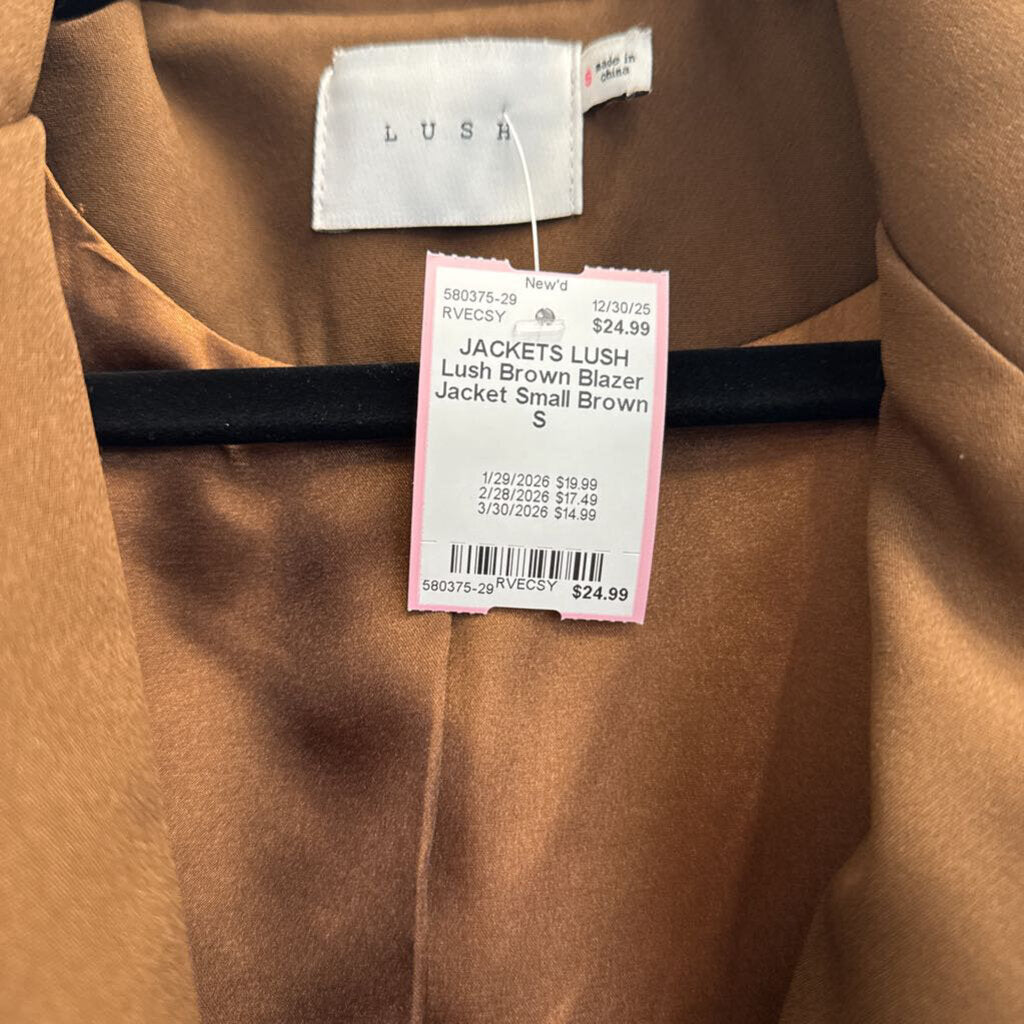 LUSH
S
made in
china
New'd
580375-29 12/30/25
RVECSY $24.99
JACKETS LUSH
Lush Brown Blazer
Jacket Small Brown
S
1/29/2026 $19.99
2/28/2026 $17.49
3/30/2026 $14.99
580375-29 RVECSY $24.99